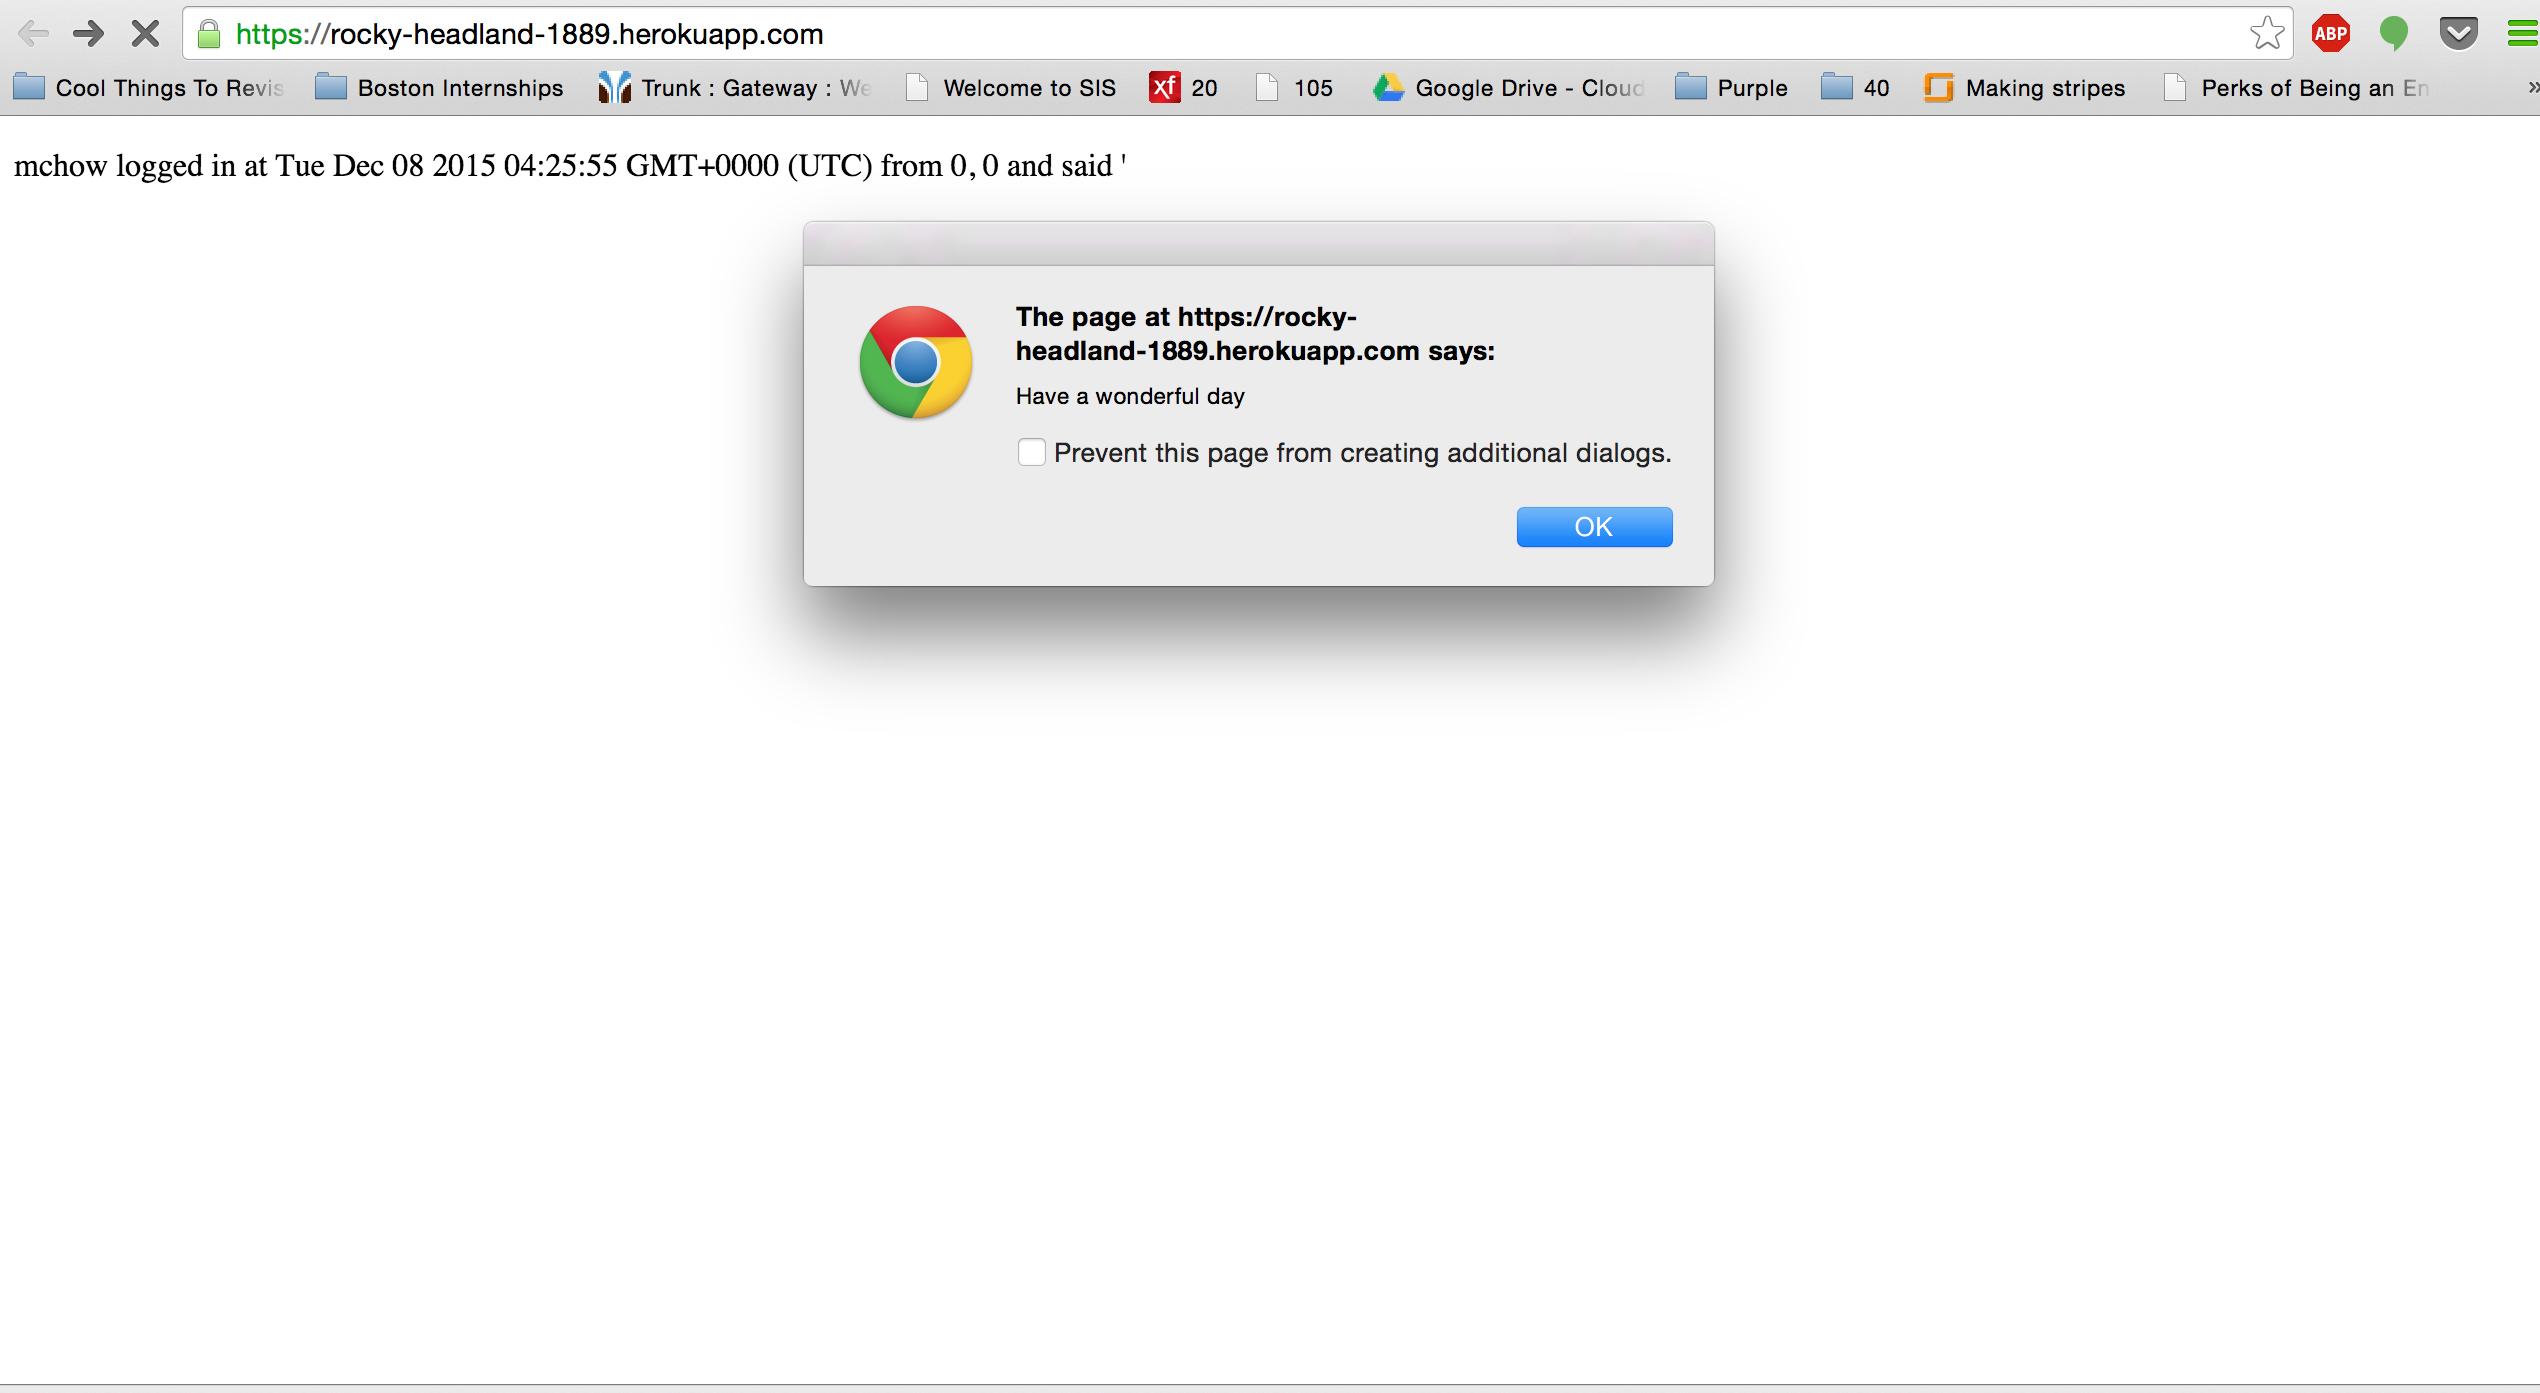 https://rocky-headland-1889.herokuapp.com
ABP
Cool Things To Revis
Boston Internships
Trunk : Gateway : We
Welcome to SIS
xf 20
105
Google Drive - Cloud
Purple
40
Making stripes
Perks of Being an En
»
mchow logged in at Tue Dec 08 2015 04:25:55 GMT+0000 (UTC) from 0, 0 and said '
The page at https://rocky-
headland-1889.herokuapp.com says:
Have a wonderful day
Prevent this page from creating additional dialogs.
OK